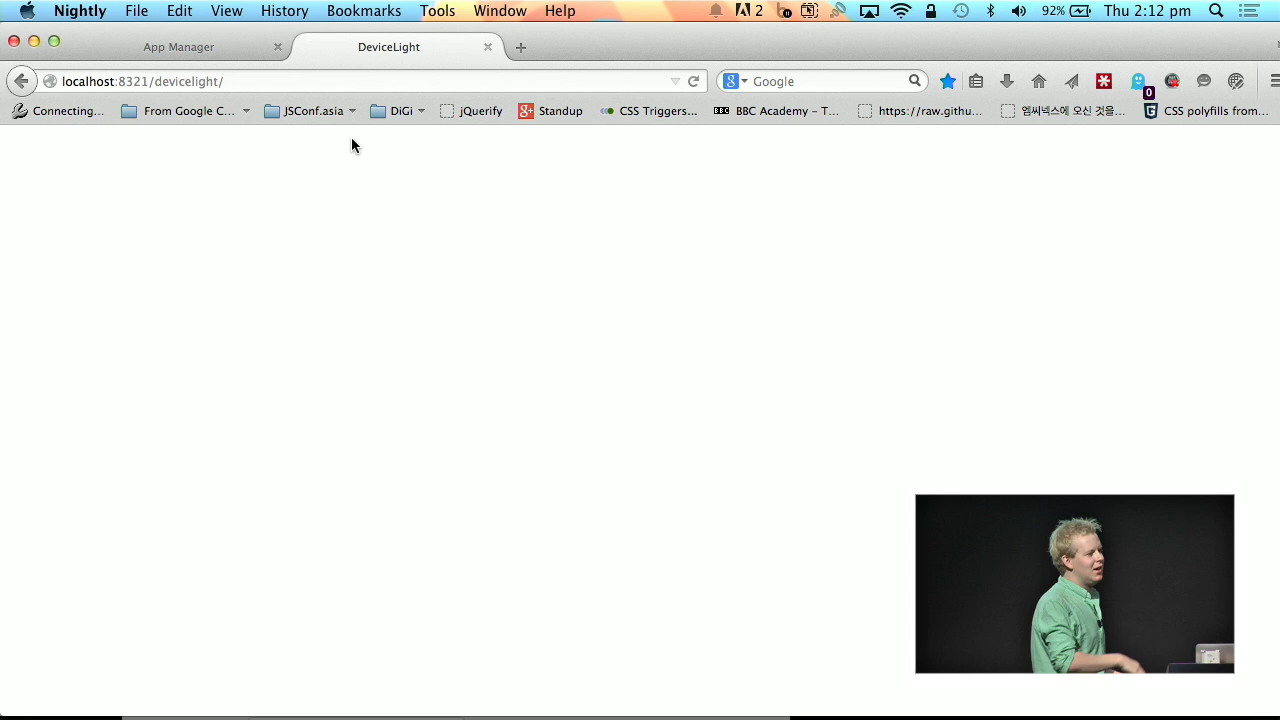 Nightly File Edit View History Bookmarks Tools Window Help 2 92% Thu 2:12 pm
App Manager DeviceLight
localhost:8321/devicelight/ Google
0
Connecting... From Google C... JSConf.asia DiGi jQuerify Standup CSS Triggers... BBC Academy – T... https://raw.githu... 엠씨넥스에 오신 것을... CSS polyfills from...